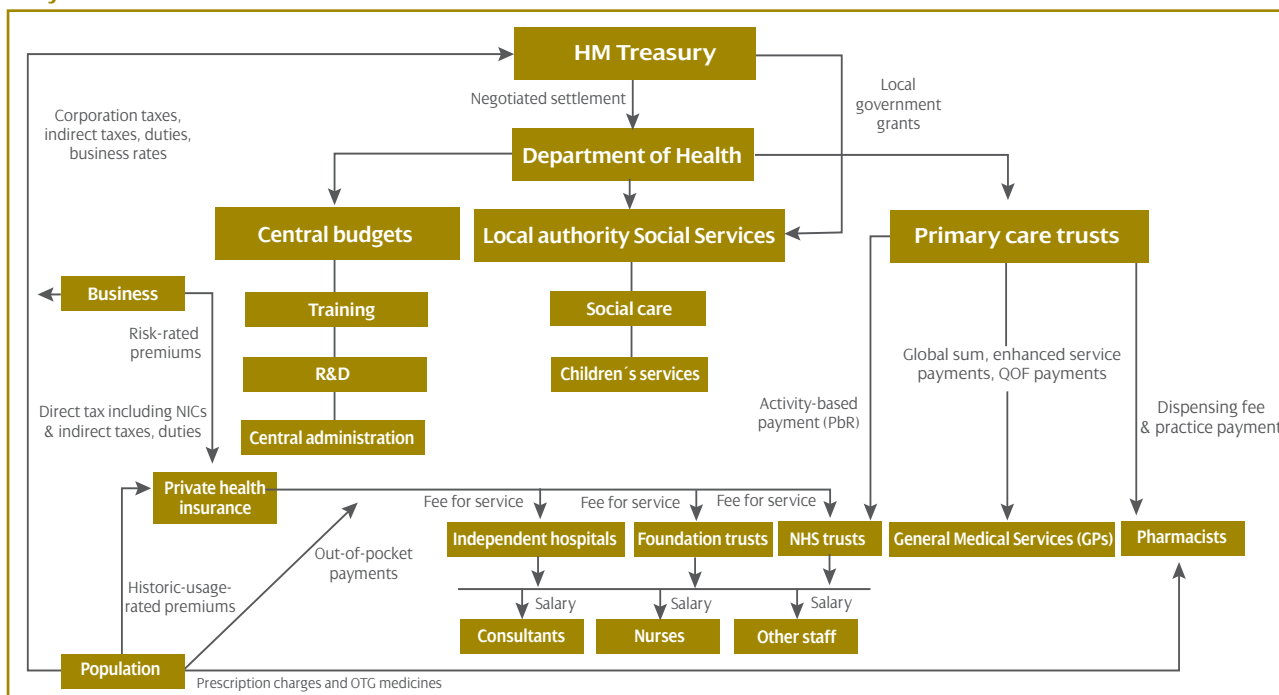 HM Treasury
Negotiated settlement
Local
government
grants
Corporation taxes,
indirect taxes, duties,
business rates
Department of Health
Central budgets
Local authority Social Services
Primary care trusts
Business
Training
Social care
Risk-rated
premiums
R&D
Children´s services
Global sum, enhanced service
payments, QOF payments
Direct tax including NICs
& indirect taxes, duties
Central administration
Activity-based
payment (PbR)
Dispensing fee
& practice payment
Private health
insurance
Fee for service
Fee for service
Fee for service
Independent hospitals
Foundation trusts
NHS trusts
General Medical Services (GPs)
Pharmacists
Out-of-pocket
payments
Historic-usage-
rated premiums
Salary
Salary
Salary
Consultants
Nurses
Other staff
Population
Prescription charges and OTG medicines